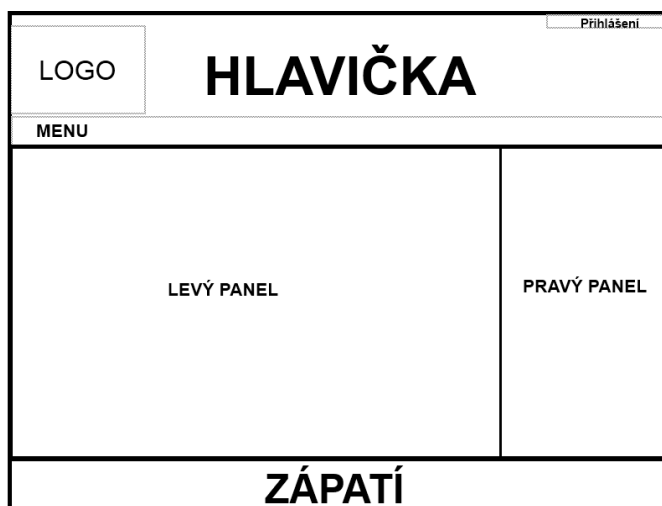 Přihlášení
LOGO
HLAVIČKA
MENU
LEVÝ PANEL
PRAVÝ PANEL
ZÁPATÍ